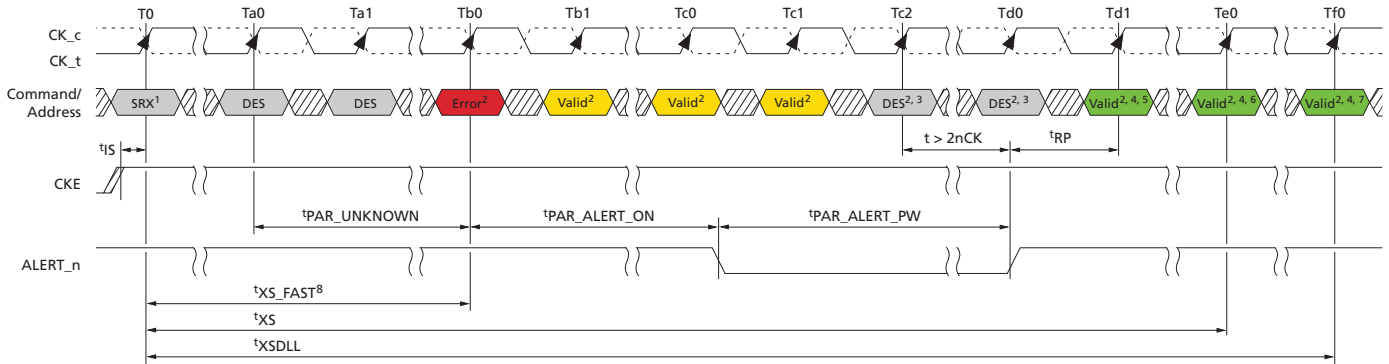 T0 Ta0 Ta1 Tb0 Tb1 Tc0 Tc1 Tc2 Td0 Td1 Te0 Tf0
CK_c
CK_t
Command/
Address
SRX¹ DES DES Error² Valid² Valid² Valid² DES², ³ DES², ³ Valid², ⁴, ⁵ Valid², ⁴, ⁶ Valid², ⁴, ⁷
t > 2nCK ᵗRP
ᵗIS
CKE
ᵗPAR_UNKNOWN ᵗPAR_ALERT_ON ᵗPAR_ALERT_PW
ALERT_n
ᵗXS_FAST⁸
ᵗXS
ᵗXSDLL